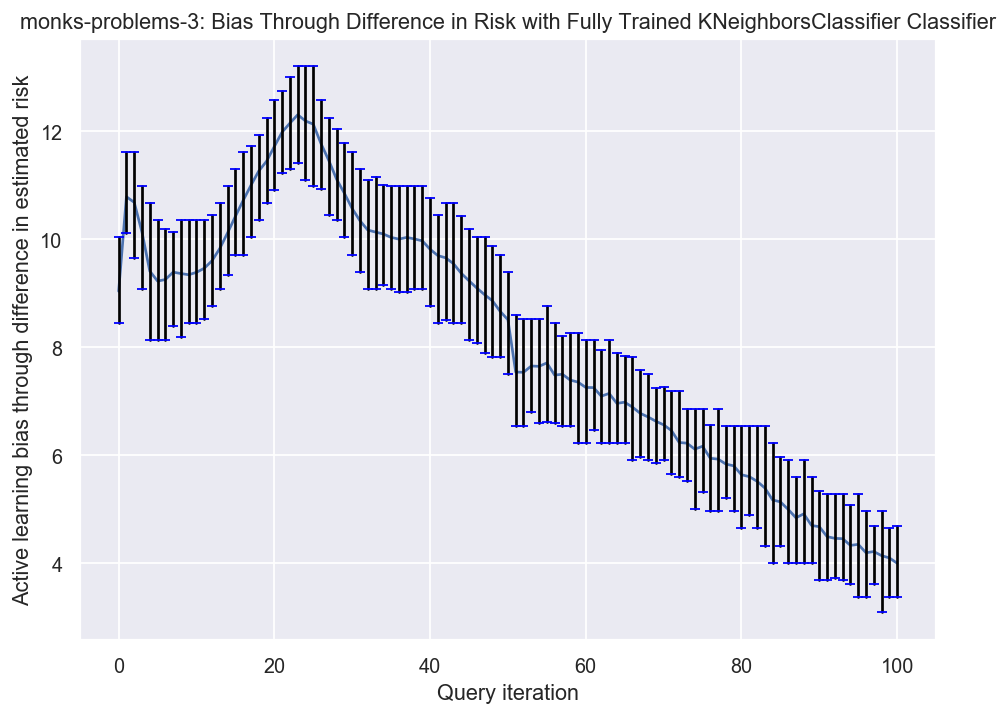 monks-problems-3: Bias Through Difference in Risk with Fully Trained KNeighborsClassifier Classifier
Active learning bias through difference in estimated risk
12
10
8
6
4
0 20 40 60 80 100
Query iteration